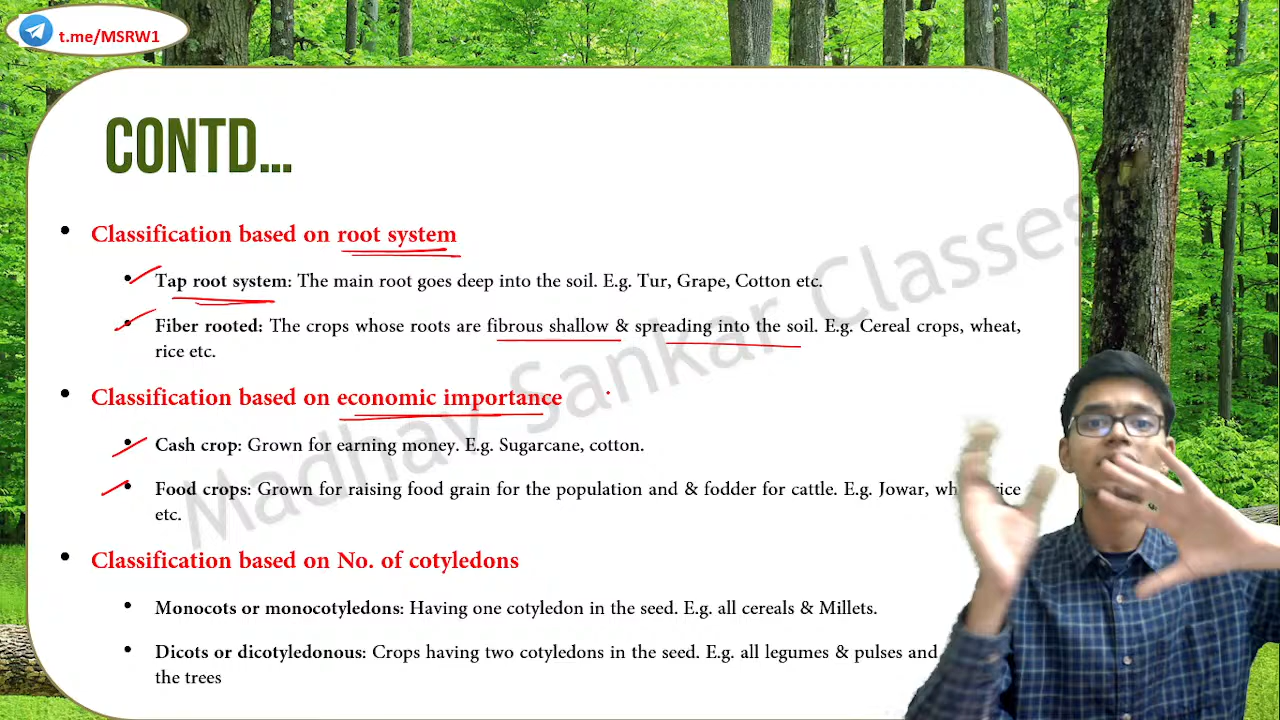 t.me/MSRW1
CONTD...
• Classification based on root system
• Tap root system: The main root goes deep into the soil. E.g. Tur, Grape, Cotton etc.
• Fiber rooted: The crops whose roots are fibrous shallow & spreading into the soil. E.g. Cereal crops, wheat,
rice etc.
• Classification based on economic importance
• Cash crop: Grown for earning money. E.g. Sugarcane, cotton.
• Food crops: Grown for raising food grain for the population and & fodder for cattle. E.g. Jowar, rice
etc.
• Classification based on No. of cotyledons
• Monocots or monocotyledons: Having one cotyledon in the seed. E.g. all cereals & Millets.
• Dicots or dicotyledonous: Crops having two cotyledons in the seed. E.g. all legumes & pulses and
the trees
Madhav Sankar Classes